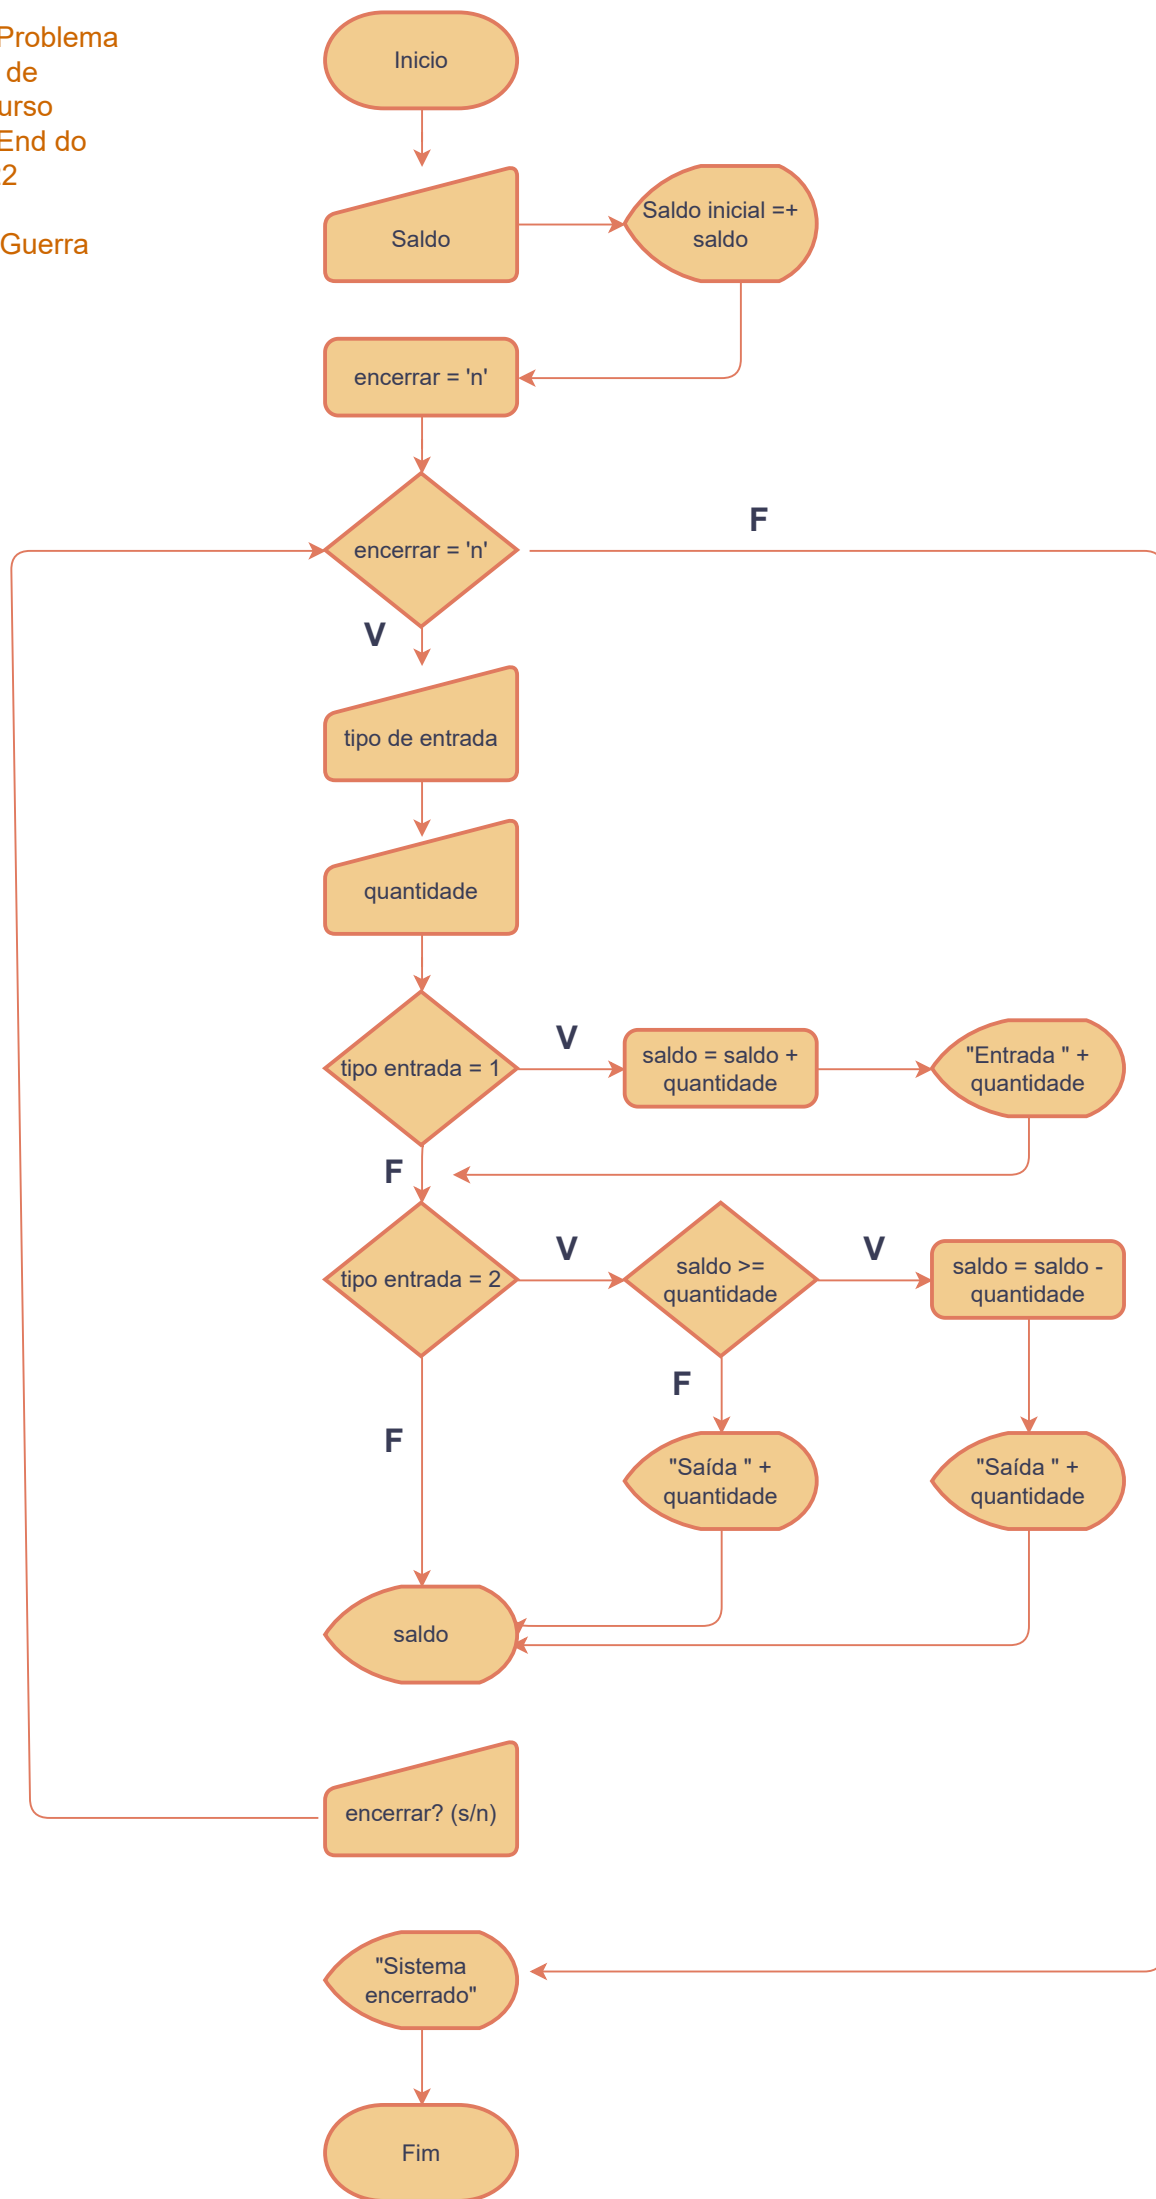 Problema
de
End do
Guerra
Inicio
Saldo
Saldo inicial =+
saldo
encerrar = 'n'
encerrar = 'n'
F
V
tipo de entrada
quantidade
tipo entrada = 1
V
saldo = saldo +
quantidade
"Entrada " +
quantidade
F
tipo entrada = 2
V
saldo >=
quantidade
V
saldo = saldo -
quantidade
F
F
"Saída " +
quantidade
"Saída " +
quantidade
saldo
encerrar? (s/n)
"Sistema
encerrado"
Fim